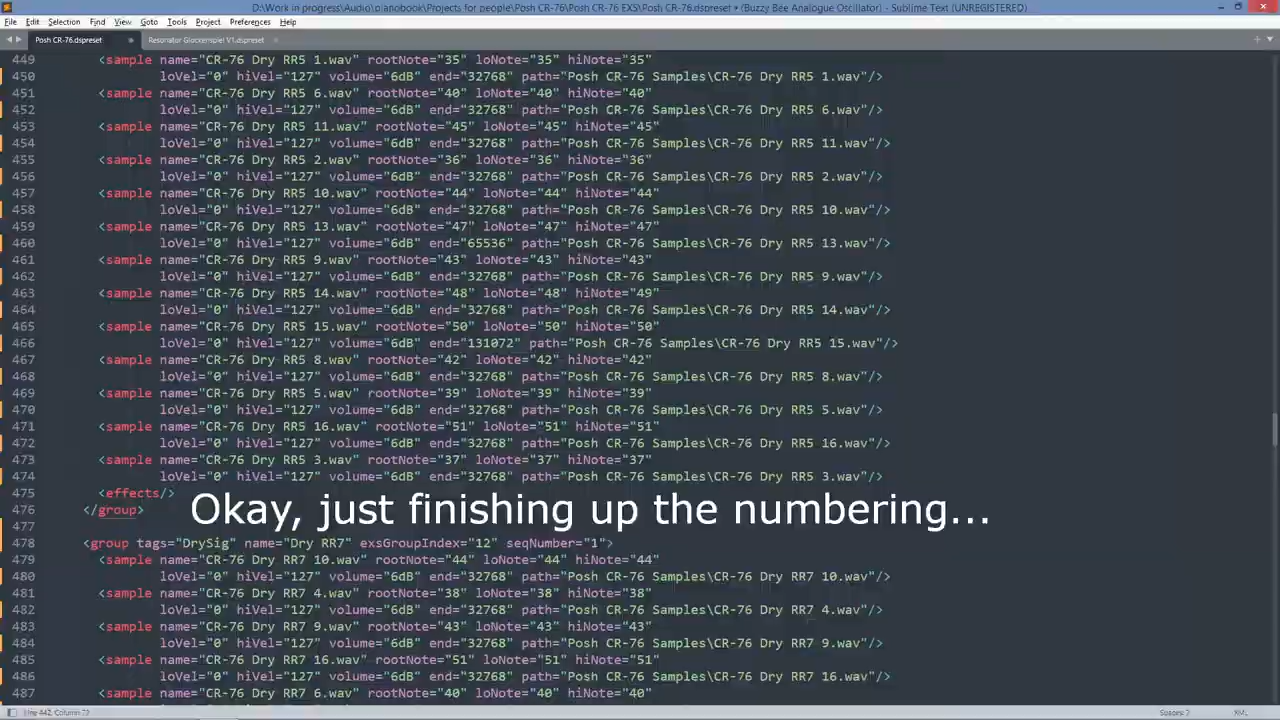 D:\Work in progress\Audio\pianobook\Projects for people\Posh CR-76\Posh CR-76 EXS\Posh CR-76.dspreset • (Buzzy Bee Analogue Oscillator) - Sublime Text (UNREGISTERED)
File Edit Selection Find View Goto Tools Project Preferences Help
Posh CR-76.dspreset Resonator Glockenspiel V1.dspreset
449 <sample name="CR-76 Dry RR5 1.wav" rootNote="35" loNote="35" hiNote="35"
450 loVel="0" hiVel="127" volume="6dB" end="32768" path="Posh CR-76 Samples\CR-76 Dry RR5 1.wav"/>
451 <sample name="CR-76 Dry RR5 6.wav" rootNote="40" loNote="40" hiNote="40"
452 loVel="0" hiVel="127" volume="6dB" end="32768" path="Posh CR-76 Samples\CR-76 Dry RR5 6.wav"/>
453 <sample name="CR-76 Dry RR5 11.wav" rootNote="45" loNote="45" hiNote="45"
454 loVel="0" hiVel="127" volume="6dB" end="32768" path="Posh CR-76 Samples\CR-76 Dry RR5 11.wav"/>
455 <sample name="CR-76 Dry RR5 2.wav" rootNote="36" loNote="36" hiNote="36"
456 loVel="0" hiVel="127" volume="6dB" end="32768" path="Posh CR-76 Samples\CR-76 Dry RR5 2.wav"/>
457 <sample name="CR-76 Dry RR5 10.wav" rootNote="44" loNote="44" hiNote="44"
458 loVel="0" hiVel="127" volume="6dB" end="32768" path="Posh CR-76 Samples\CR-76 Dry RR5 10.wav"/>
459 <sample name="CR-76 Dry RR5 13.wav" rootNote="47" loNote="47" hiNote="47"
460 loVel="0" hiVel="127" volume="6dB" end="65536" path="Posh CR-76 Samples\CR-76 Dry RR5 13.wav"/>
461 <sample name="CR-76 Dry RR5 9.wav" rootNote="43" loNote="43" hiNote="43"
462 loVel="0" hiVel="127" volume="6dB" end="32768" path="Posh CR-76 Samples\CR-76 Dry RR5 9.wav"/>
463 <sample name="CR-76 Dry RR5 14.wav" rootNote="48" loNote="48" hiNote="49"
464 loVel="0" hiVel="127" volume="6dB" end="32768" path="Posh CR-76 Samples\CR-76 Dry RR5 14.wav"/>
465 <sample name="CR-76 Dry RR5 15.wav" rootNote="50" loNote="50" hiNote="50"
466 loVel="0" hiVel="127" volume="6dB" end="131072" path="Posh CR-76 Samples\CR-76 Dry RR5 15.wav"/>
467 <sample name="CR-76 Dry RR5 8.wav" rootNote="42" loNote="42" hiNote="42"
468 loVel="0" hiVel="127" volume="6dB" end="32768" path="Posh CR-76 Samples\CR-76 Dry RR5 8.wav"/>
469 <sample name="CR-76 Dry RR5 5.wav" rootNote="39" loNote="39" hiNote="39"
470 loVel="0" hiVel="127" volume="6dB" end="32768" path="Posh CR-76 Samples\CR-76 Dry RR5 5.wav"/>
471 <sample name="CR-76 Dry RR5 16.wav" rootNote="51" loNote="51" hiNote="51"
472 loVel="0" hiVel="127" volume="6dB" end="32768" path="Posh CR-76 Samples\CR-76 Dry RR5 16.wav"/>
473 <sample name="CR-76 Dry RR5 3.wav" rootNote="37" loNote="37" hiNote="37"
474 loVel="0" hiVel="127" volume="6dB" end="32768" path="Posh CR-76 Samples\CR-76 Dry RR5 3.wav"/>
475 <effects/>
476 </group>
Okay, just finishing up the numbering...
477
478 <group tags="DrySig" name="Dry RR7" exsGroupIndex="12" seqNumber="1">
479 <sample name="CR-76 Dry RR7 10.wav" rootNote="44" loNote="44" hiNote="44"
480 loVel="0" hiVel="127" volume="6dB" end="32768" path="Posh CR-76 Samples\CR-76 Dry RR7 10.wav"/>
481 <sample name="CR-76 Dry RR7 4.wav" rootNote="38" loNote="38" hiNote="38"
482 loVel="0" hiVel="127" volume="6dB" end="32768" path="Posh CR-76 Samples\CR-76 Dry RR7 4.wav"/>
483 <sample name="CR-76 Dry RR7 9.wav" rootNote="43" loNote="43" hiNote="43"
484 loVel="0" hiVel="127" volume="6dB" end="32768" path="Posh CR-76 Samples\CR-76 Dry RR7 9.wav"/>
485 <sample name="CR-76 Dry RR7 16.wav" rootNote="51" loNote="51" hiNote="51"
486 loVel="0" hiVel="127" volume="6dB" end="32768" path="Posh CR-76 Samples\CR-76 Dry RR7 16.wav"/>
487 <sample name="CR-76 Dry RR7 6.wav" rootNote="40" loNote="40" hiNote="40"
Line 442, Column XML